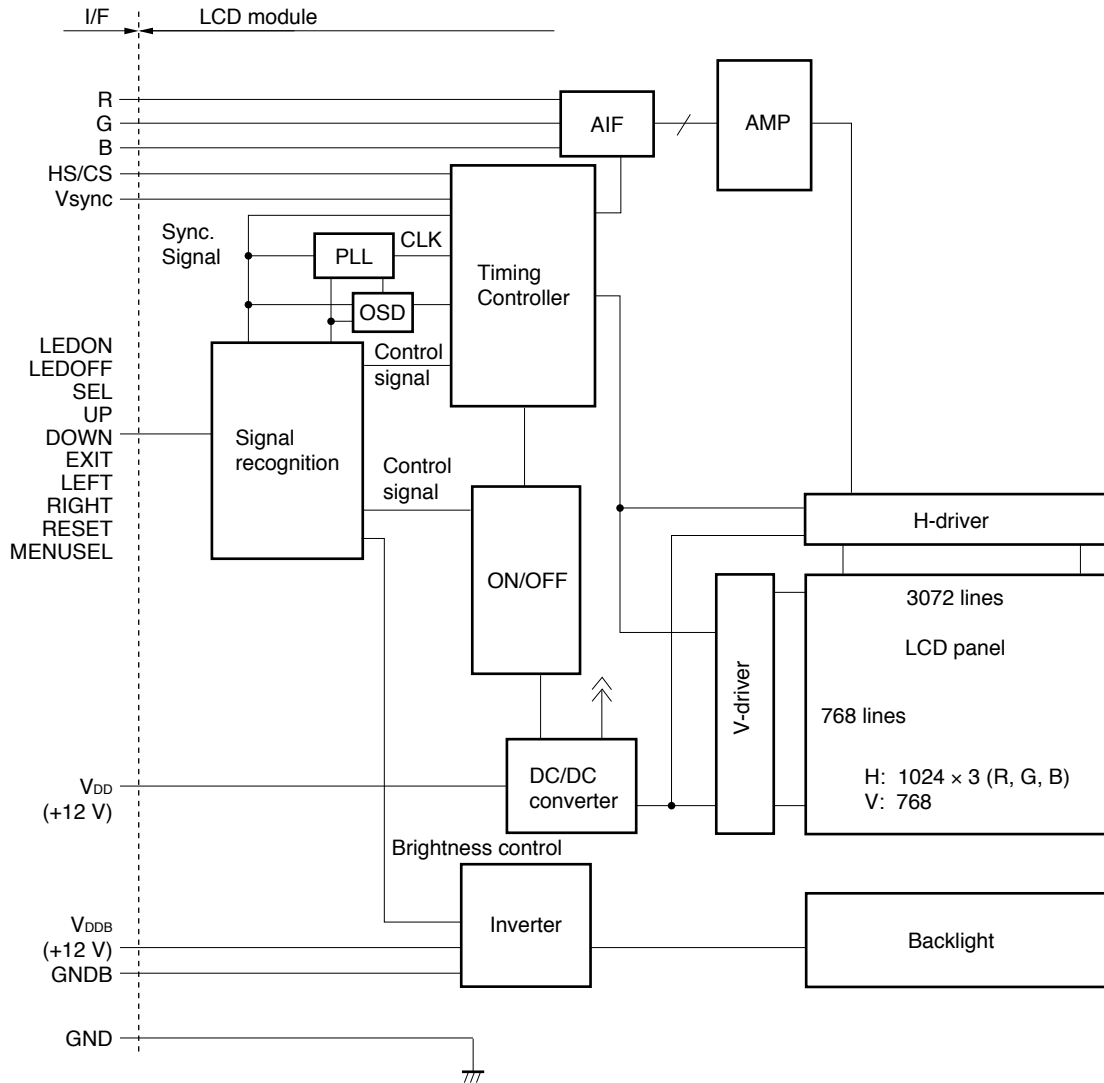 I/F
LCD module
R
G
B
HS/CS
Vsync
AIF
AMP
Sync.
Signal
PLL
CLK
OSD
Timing
Controller
LEDON
LEDOFF
SEL
UP
DOWN
EXIT
LEFT
RIGHT
RESET
MENUSEL
Signal
recognition
Control
signal
Control
signal
ON/OFF
H-driver
V-driver
3072 lines
LCD panel
768 lines
H: 1024 × 3 (R, G, B)
V: 768
VDD
(+12 V)
DC/DC
converter
Brightness control
VDDB
(+12 V)
GNDB
Inverter
Backlight
GND